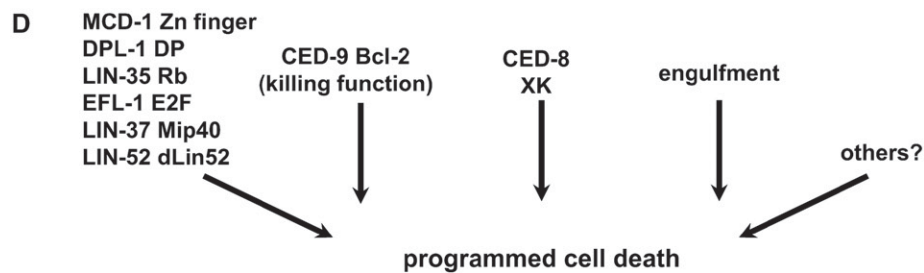 D
MCD-1 Zn finger
DPL-1 DP
LIN-35 Rb
EFL-1 E2F
LIN-37 Mip40
LIN-52 dLin52
CED-9 Bcl-2
(killing function)
CED-8
XK
engulfment
others?
programmed cell death